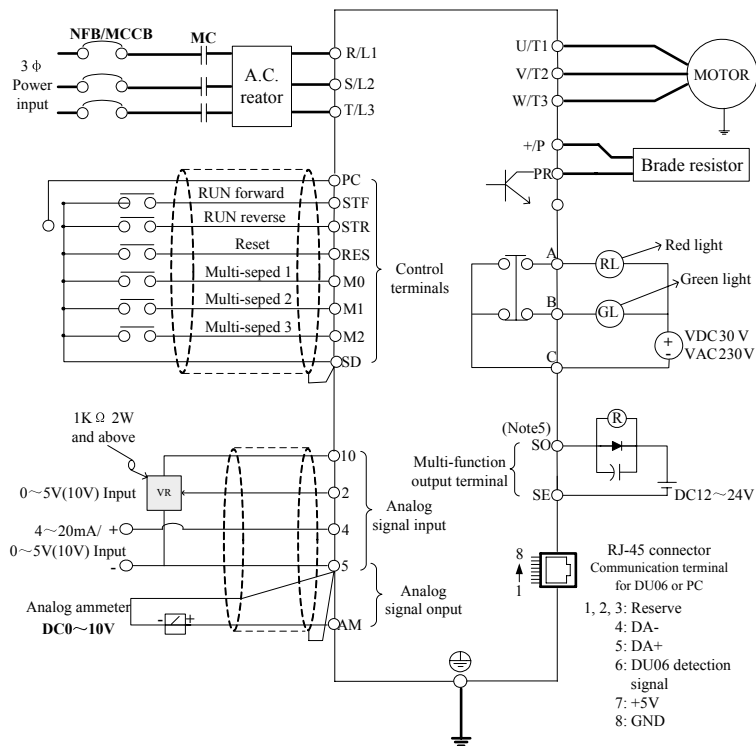 NFB/MCCB
MC
3 ф
Power
input
A.C.
reator
R/L1
S/L2
T/L3
U/T1
V/T2
W/T3
MOTOR
+/P
PR
Brade resistor
PC
RUN forward
STF
RUN reverse
STR
Reset
RES
Multi-seped 1
M0
Multi-seped 2
M1
Multi-seped 3
M2
SD
Control
terminals
A
RL
Red light
B
GL
Green light
C
+
-
VDC30V
VAC230V
1KΩ 2W
and above
VR
0～5V(10V) Input
4～20mA/
0～5V(10V) Input
+
-
10
2
4
5
Analog
signal input
Analog ammeter
DC0～10V
- +
AM
Analog
signal onput
(Note5)
SO
SE
Multi-function
output terminal
R
DC12～24V
8
1
RJ-45 connector
Communication terminal
for DU06 or PC
1, 2, 3: Reserve
4: DA-
5: DA+
6: DU06 detection
signal
7: +5V
8: GND